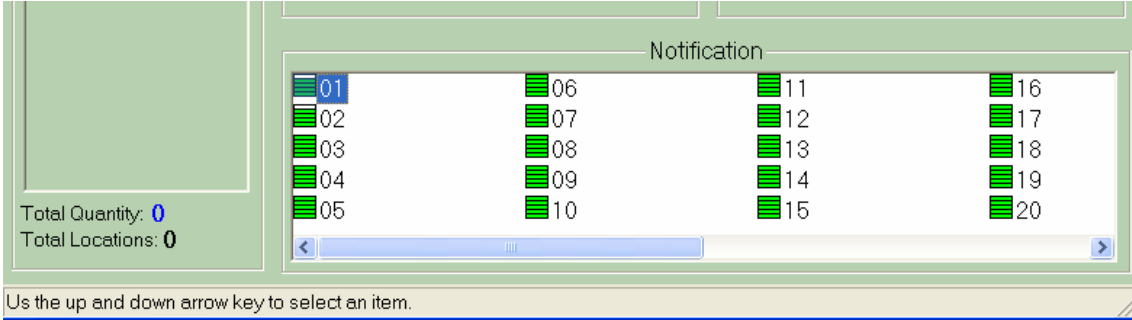 Notification
01 06 11 16
02 07 12 17
03 08 13 18
04 09 14 19
05 10 15 20
Total Quantity: 0
Total Locations: 0
Us the up and down arrow key to select an item.